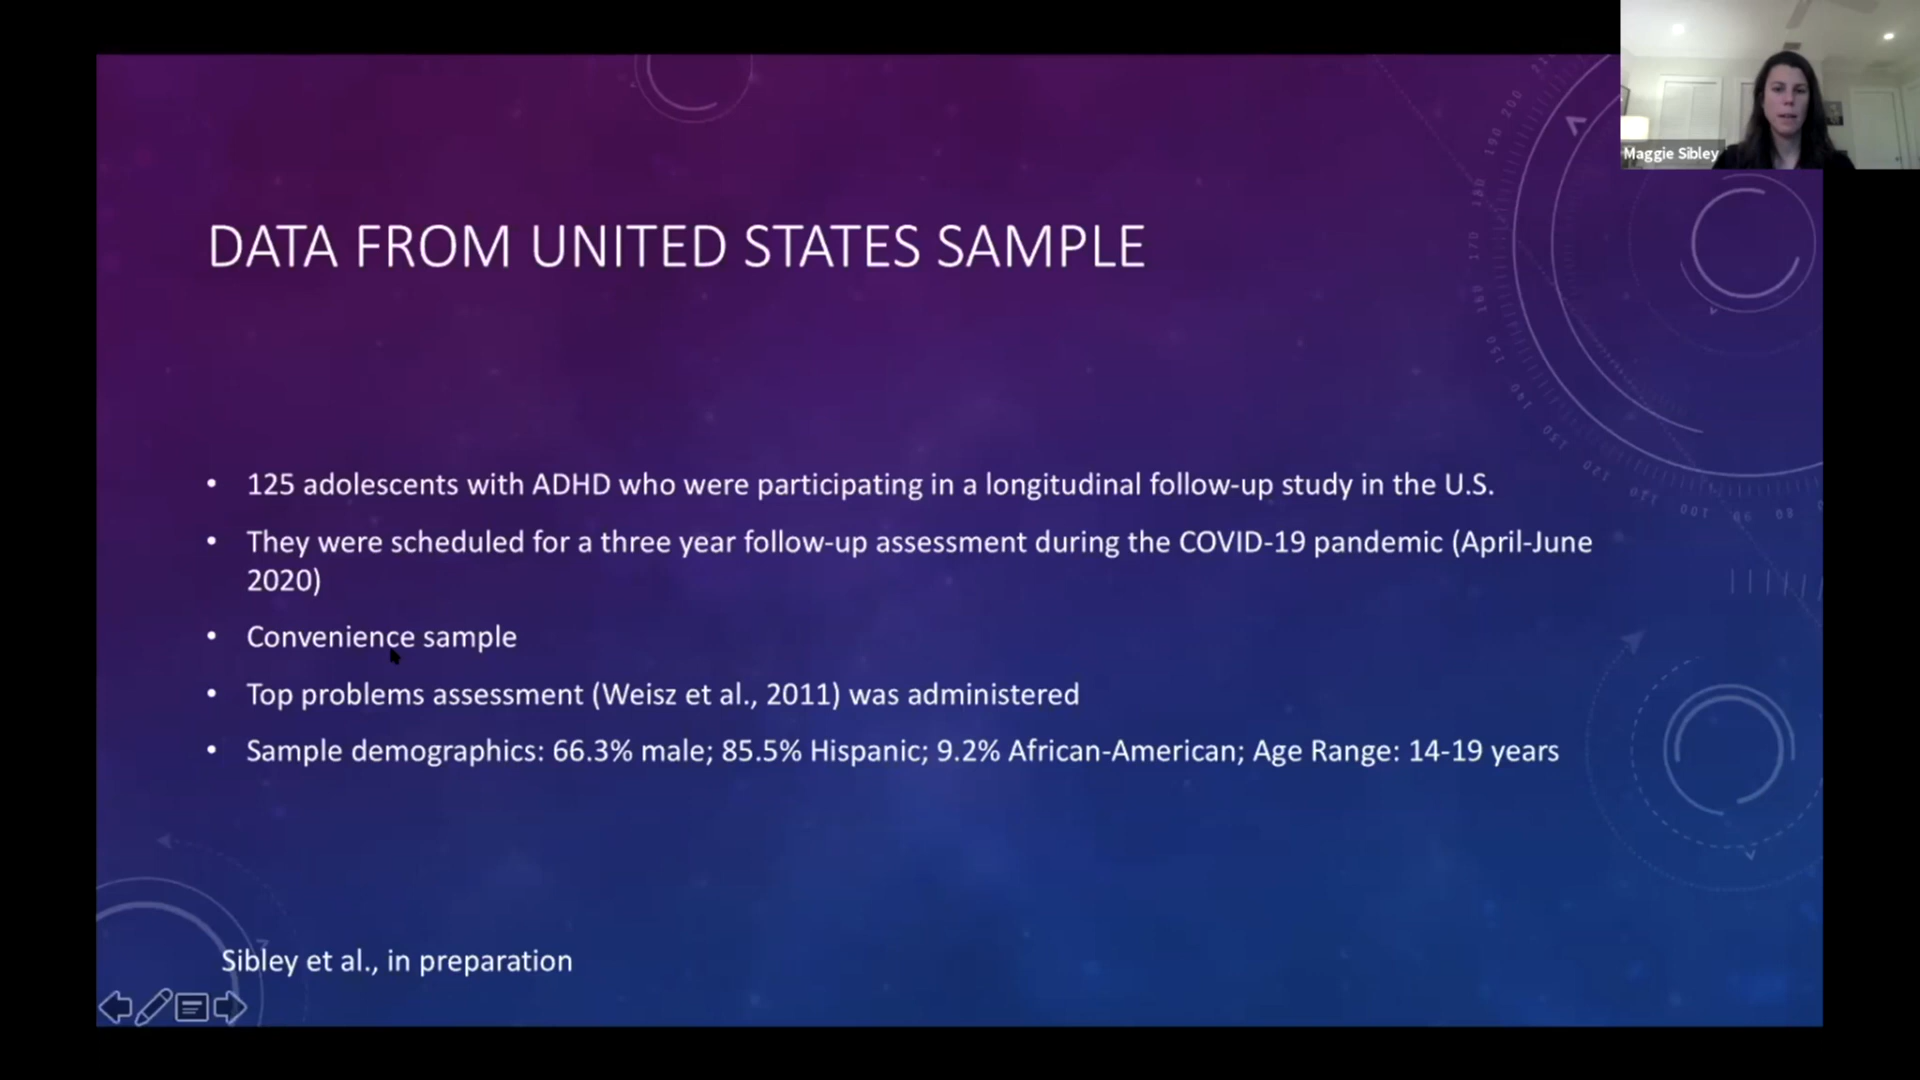 Maggie Sibley
DATA FROM UNITED STATES SAMPLE
• 125 adolescents with ADHD who were participating in a longitudinal follow-up study in the U.S.
• They were scheduled for a three year follow-up assessment during the COVID-19 pandemic (April-June
2020)
• Convenience sample
• Top problems assessment (Weisz et al., 2011) was administered
• Sample demographics: 66.3% male; 85.5% Hispanic; 9.2% African-American; Age Range: 14-19 years
Sibley et al., in preparation